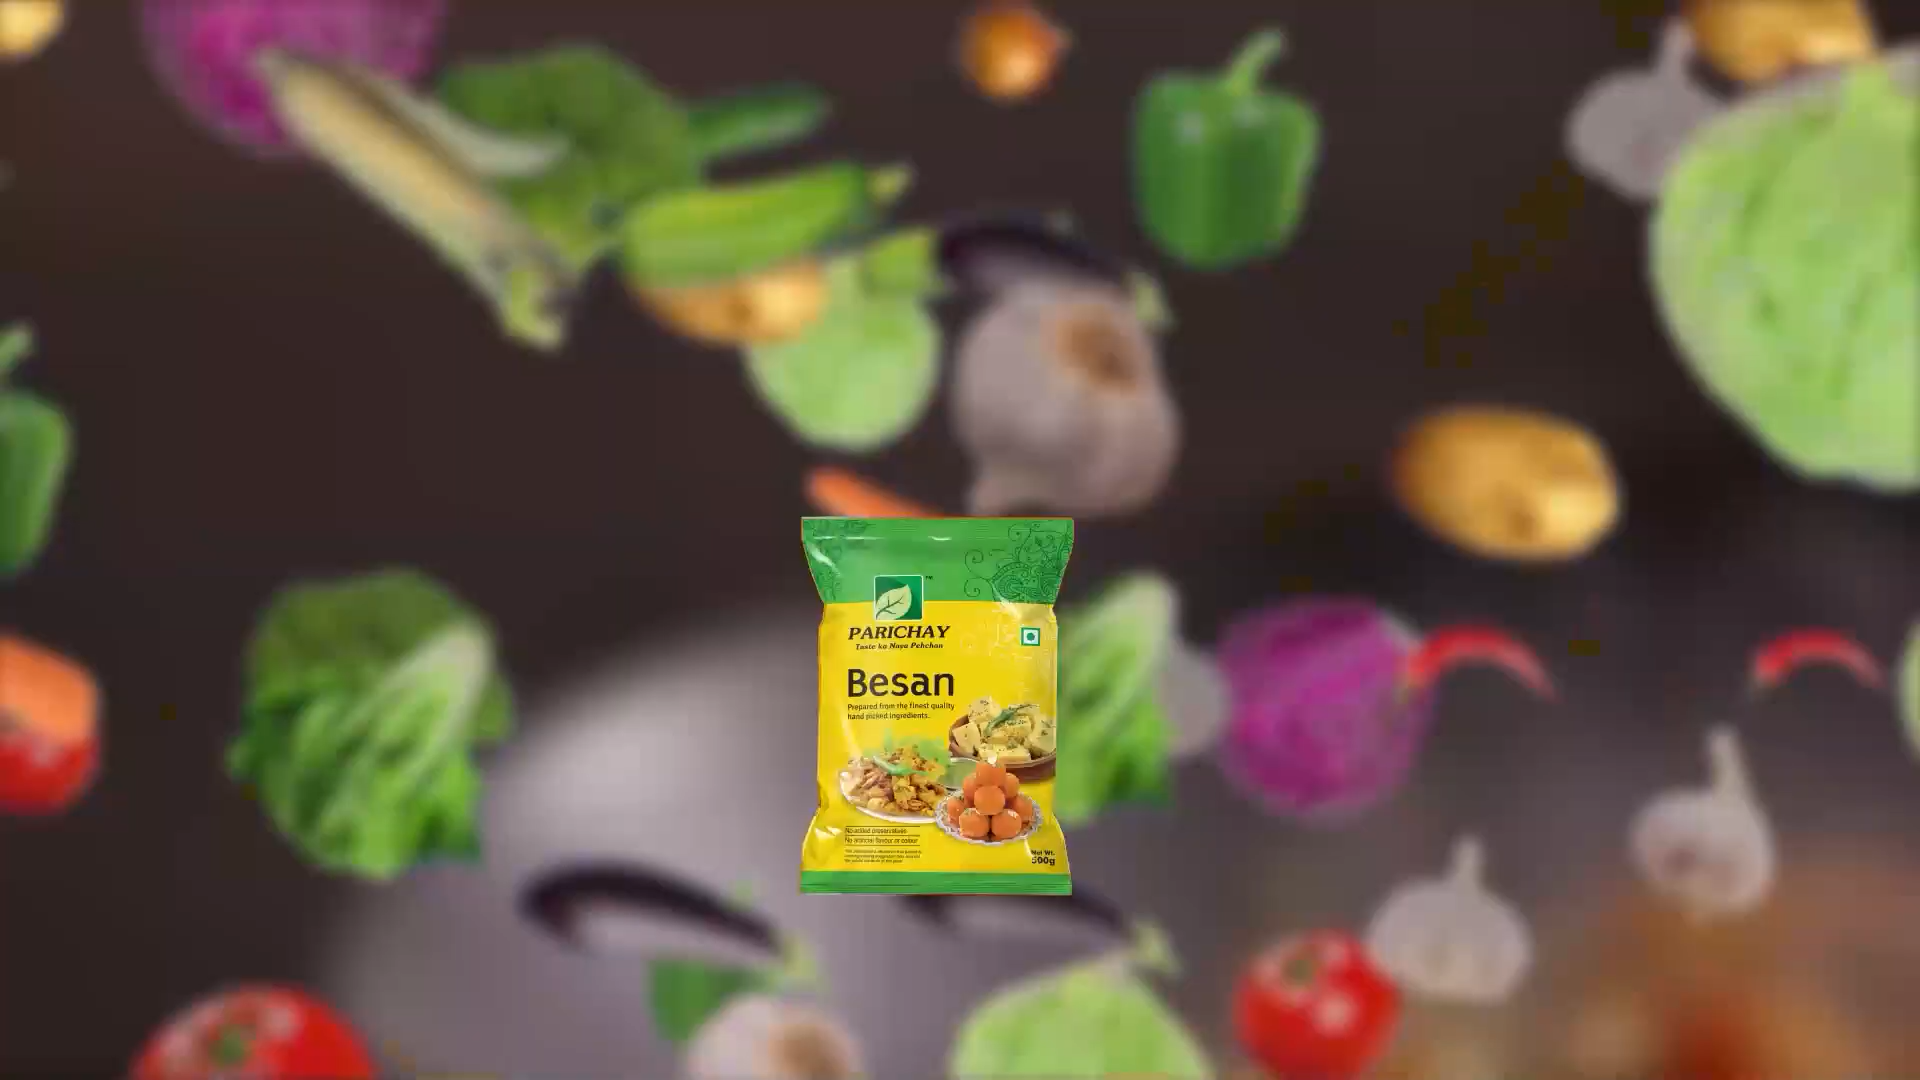 TM
PARICHAY
Taste ka Naya Pehchan
Besan
Prepared from the finest quality
hand picked ingredients.
No added preservatives
No artificial flavour or colour
Net Wt.
500g